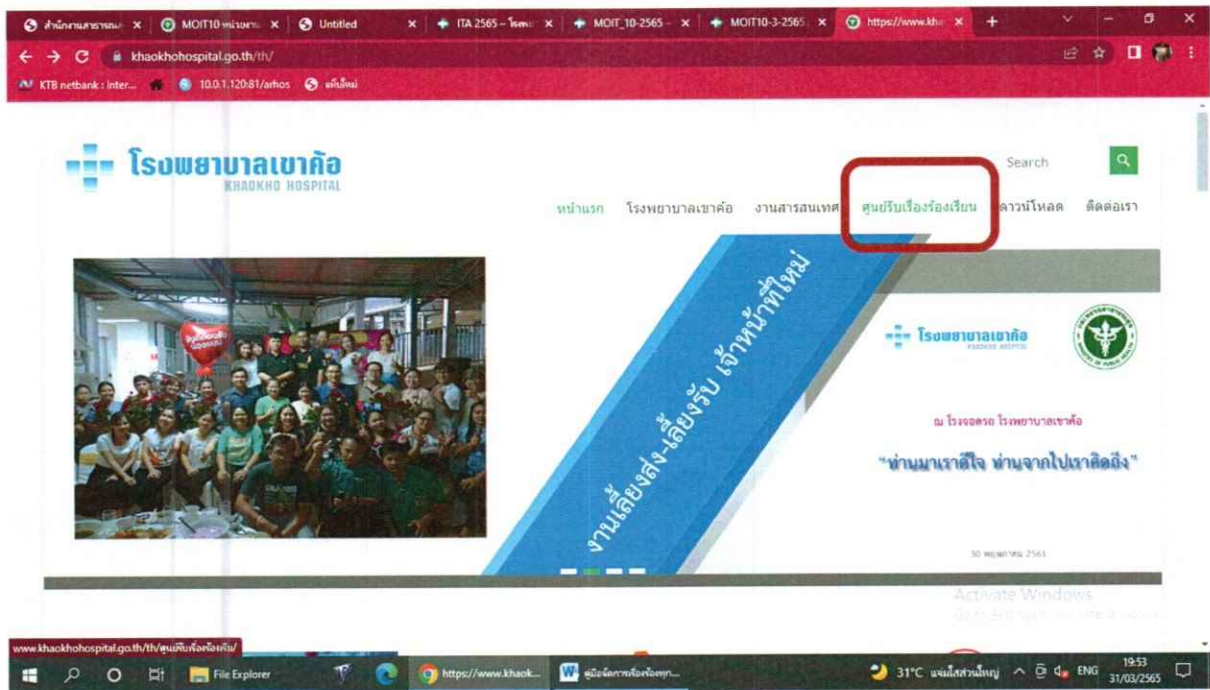 สำนักงานสาธารณ
MOIT10 หน่วยงาน
Untitled
ITA 2565 – โรงพย
MOIT_10-2565 –
MOIT10-3-2565
https://www.kha
khaokhohospital.go.th/th/
KTB netbank : Inter...
10.0.1.120:81/arhos
แท็บใหม่
โรงพยาบาลเขาค้อ
KHAOKHO HOSPITAL
Search
หน้าแรก โรงพยาบาลเขาค้อ งานสารสนเทศ ศูนย์รับเรื่องร้องเรียน ดาวน์โหลด ติดต่อเรา
งานเลี้ยงส่ง-เลี้ยงรับ เจ้าหน้าที่ใหม่
โรงพยาบาลเขาค้อ
KHAOKHO HOSPITAL
ณ โรงจอดรถ โรงพยาบาลเขาค้อ
"ท่านมาเราดีใจ ท่านจากไปเราคิดถึง"
30 พฤษภาคม 2561
Activate Windows
www.khaokhohospital.go.th/th/ศูนย์รับเรื่องร้องเรีย/
File Explorer
https://www.khaok...
คู่มือจัดการเรื่องร้องทุก...
31°C แจ่มใสส่วนใหญ่
ENG
19:53
31/03/2565